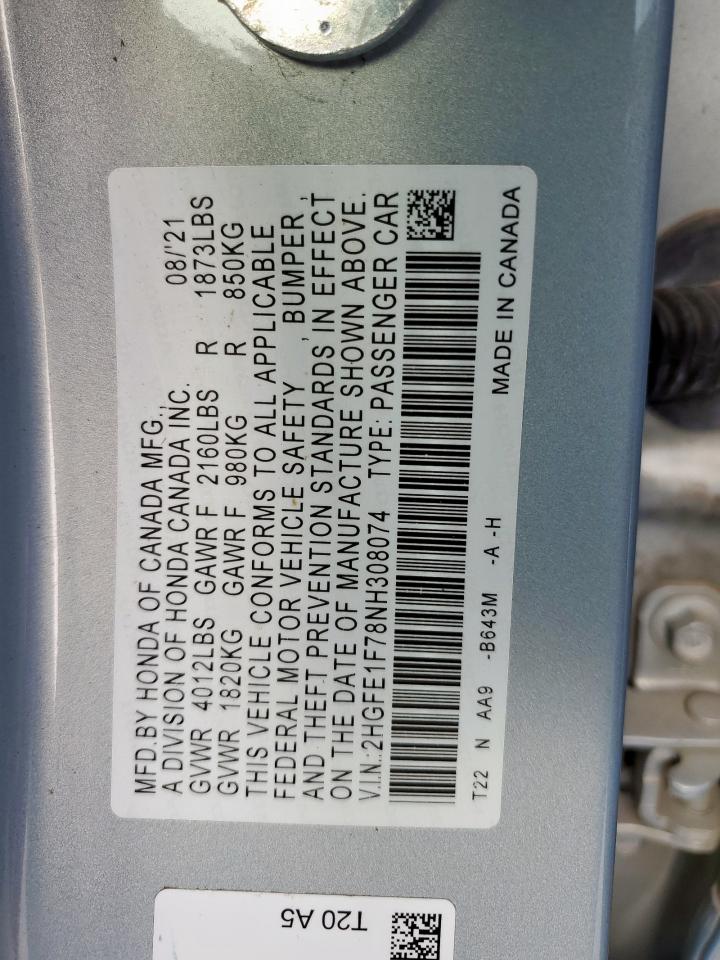 MFD.BY HONDA OF CANADA MFG.,
A DIVISION OF HONDA CANADA INC. 08/'21
GVWR 4012LBS GAWR F 2160LBS R 1873LBS
GVWR 1820KG GAWR F 980KG R 850KG
THIS VEHICLE CONFORMS TO ALL APPLICABLE
FEDERAL MOTOR VEHICLE SAFETY , BUMPER ,
AND THEFT PREVENTION STANDARDS IN EFFECT
ON THE DATE OF MANUFACTURE SHOWN ABOVE.
V.I.N.:2HGFE1F78NH308074 TYPE: PASSENGER CAR
T22 N AA9 -B643M -A -H
MADE IN CANADA
T20 A5